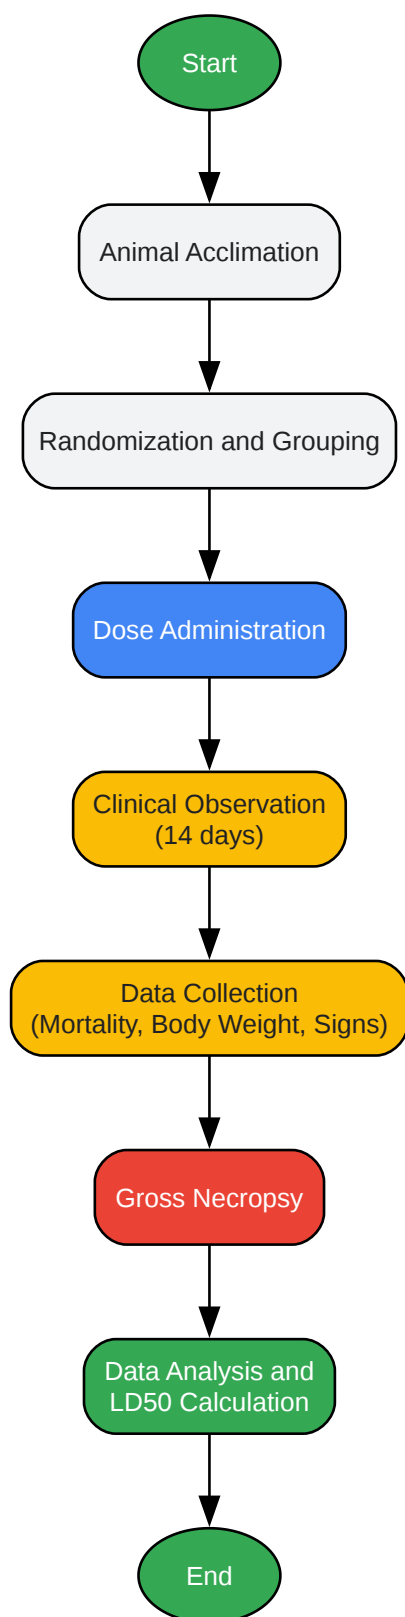 Start
Animal Acclimation
Randomization and Grouping
Dose Administration
Clinical Observation
(14 days)
Data Collection
(Mortality, Body Weight, Signs)
Gross Necropsy
Data Analysis and
LD50 Calculation
End